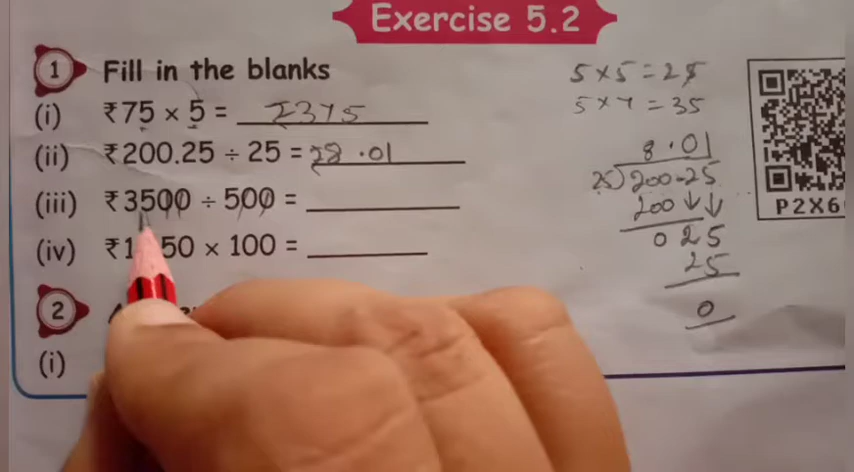 Exercise 5.2
1 Fill in the blanks
(i) ₹75 × 5 = ₹375
(ii) ₹200.25 ÷ 25 = ₹8.01
(iii) ₹3500 ÷ 500 =
(iv) 50 × 100 =
2
(i)
5×5=25
5×7=35
8.01
25)200.25
200↓↓
025
25
0
P2X6